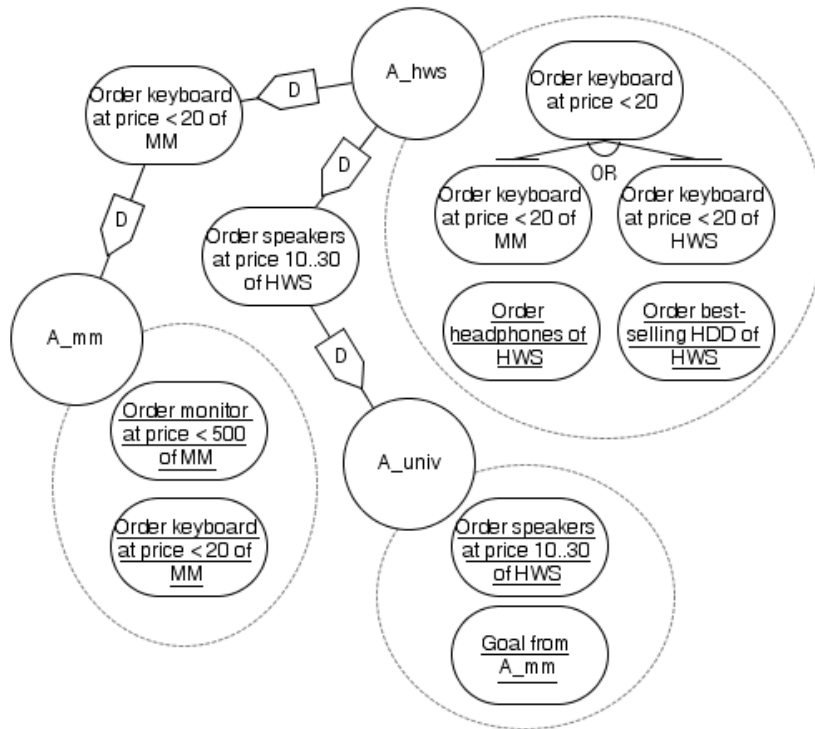 A_hws
D
Order keyboard
at price < 20 of
MM
Order keyboard
at price < 20
OR
Order keyboard
at price < 20 of
MM
Order keyboard
at price < 20 of
HWS
D
D
Order speakers
at price 10..30
of HWS
Order
headphones of
HWS
Order best-
selling HDD of
HWS
A_mm
D
Order monitor
at price < 500
of MM
A_univ
Order keyboard
at price < 20 of
MM
Order speakers
at price 10..30
of HWS
Goal from
A_mm